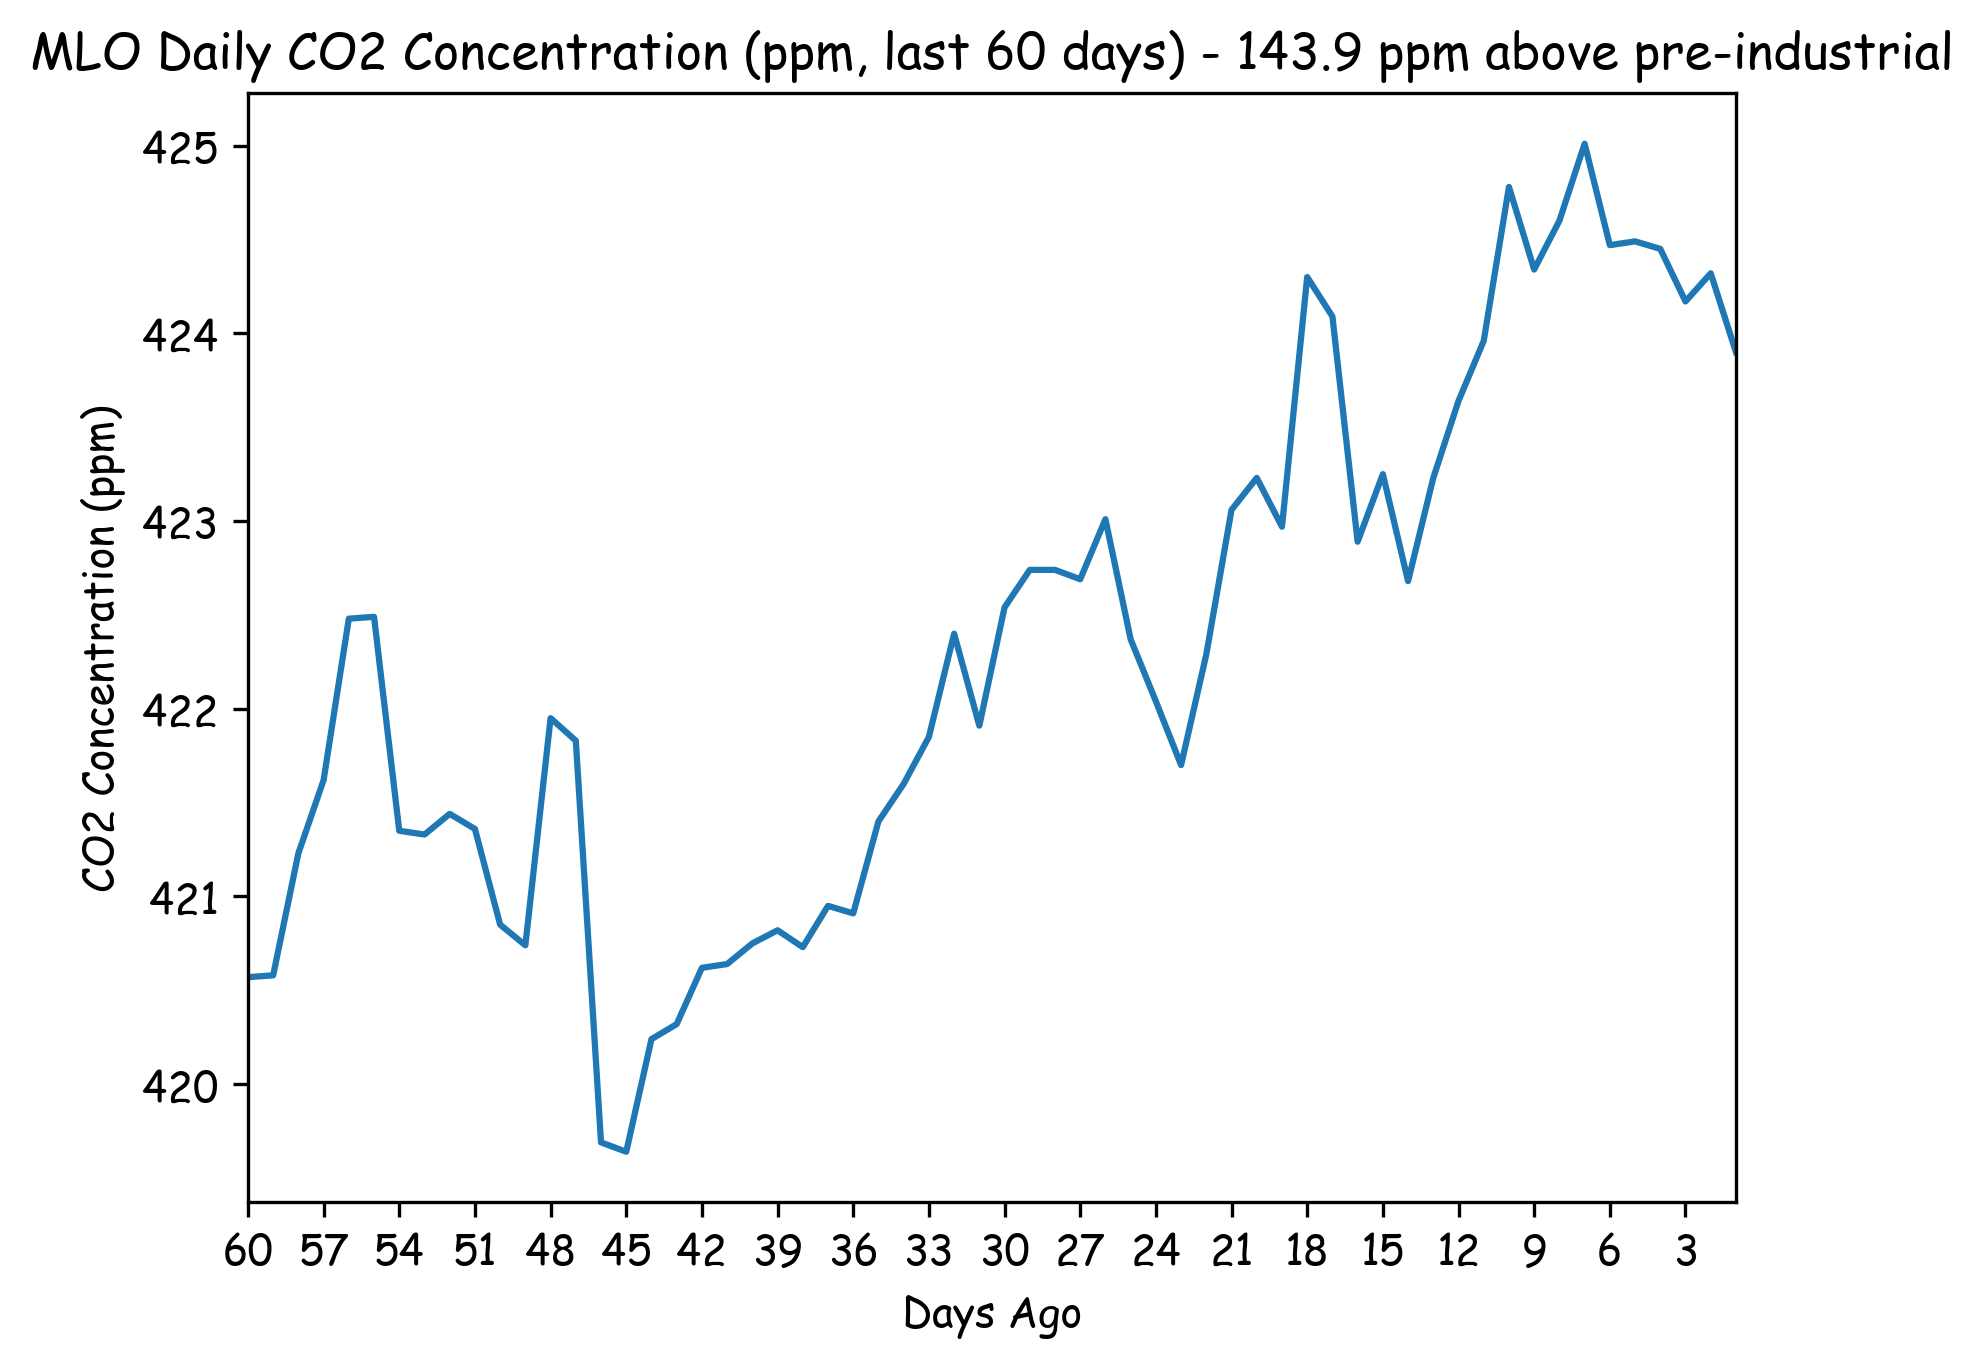 MLO Daily CO2 Concentration (ppm, last 60 days) - 143.9 ppm above pre-industrial
425
424
423
422
421
420
CO2 Concentration (ppm)
60 57 54 51 48 45 42 39 36 33 30 27 24 21 18 15 12 9 6 3
Days Ago